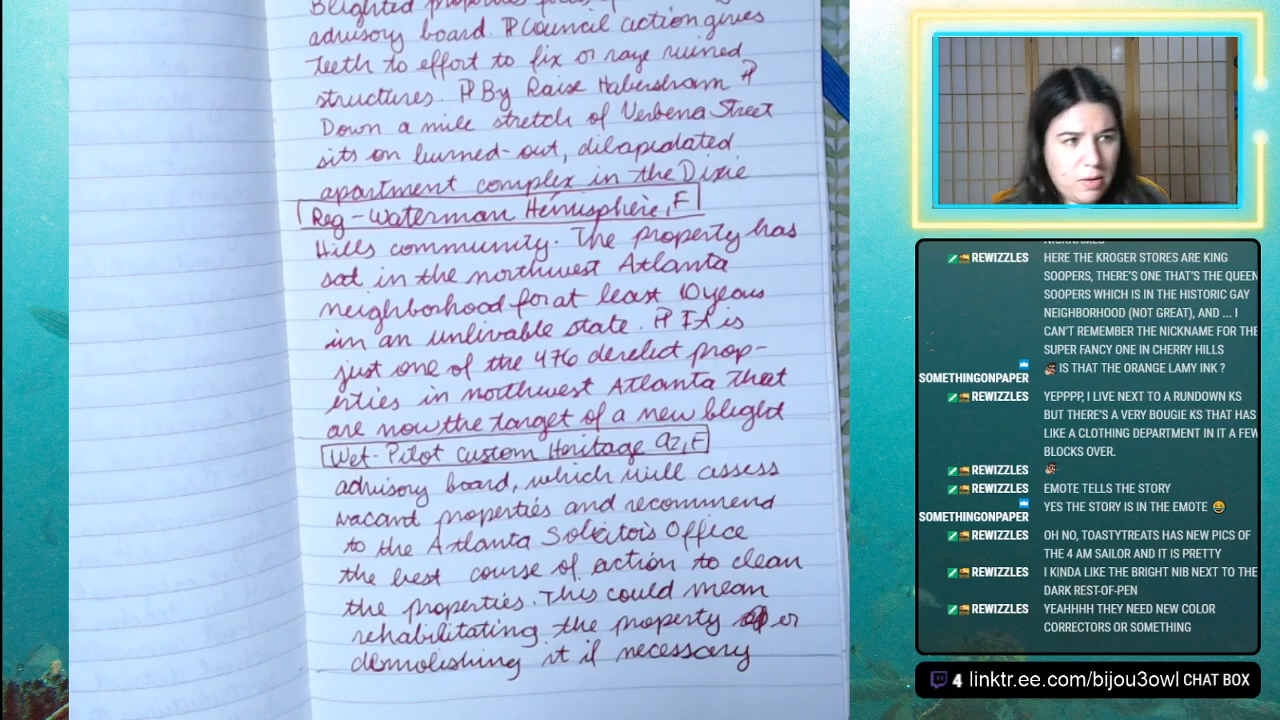 Blighted properties
advisory board. ¶ Council action gives
teeth to effort to fix or raze ruined
structures. ¶ By Raise Habersham ¶
Down a mile stretch of Verbena Street
sits on burned-out, dilapidated
apartment complex in the Dixie
Reg-Waterman Hemisphere, F
Hills community. The property has
sat in the northwest Atlanta
neighborhood for at least 10 years
in an unlivable state. ¶ It is
just one of the 476 derelict prop-
erties in northwest Atlanta that
are now the target of a new blight
Wet-Pilot Custom Heritage 92, F
advisory board, which will assess
vacant properties and recommend
to the Atlanta Solicitor's Office
the best course of action to clean
the properties. This could mean
rehabilitating the property or
demolishing it if necessary
NICKNAMES
REWIZZLES HERE THE KROGER STORES ARE KING
SOOPERS, THERE'S ONE THAT'S THE QUEEN
SOOPERS WHICH IS IN THE HISTORIC GAY
NEIGHBORHOOD (NOT GREAT), AND ... I
CAN'T REMEMBER THE NICKNAME FOR THE
SUPER FANCY ONE IN CHERRY HILLS
SOMETHINGONPAPER IS THAT THE ORANGE LAMY INK ?
REWIZZLES YEPPPP, I LIVE NEXT TO A RUNDOWN KS
BUT THERE'S A VERY BOUGIE KS THAT HAS
LIKE A CLOTHING DEPARTMENT IN IT A FEW
BLOCKS OVER.
REWIZZLES
REWIZZLES EMOTE TELLS THE STORY
SOMETHINGONPAPER YES THE STORY IS IN THE EMOTE 😂
REWIZZLES OH NO, TOASTYTREATS HAS NEW PICS OF
THE 4 AM SAILOR AND IT IS PRETTY
REWIZZLES I KINDA LIKE THE BRIGHT NIB NEXT TO THE
DARK REST-OF-PEN
REWIZZLES YEAHHHH THEY NEED NEW COLOR
CORRECTORS OR SOMETHING
4 linktr.ee.com/bijou3owl CHAT BOX